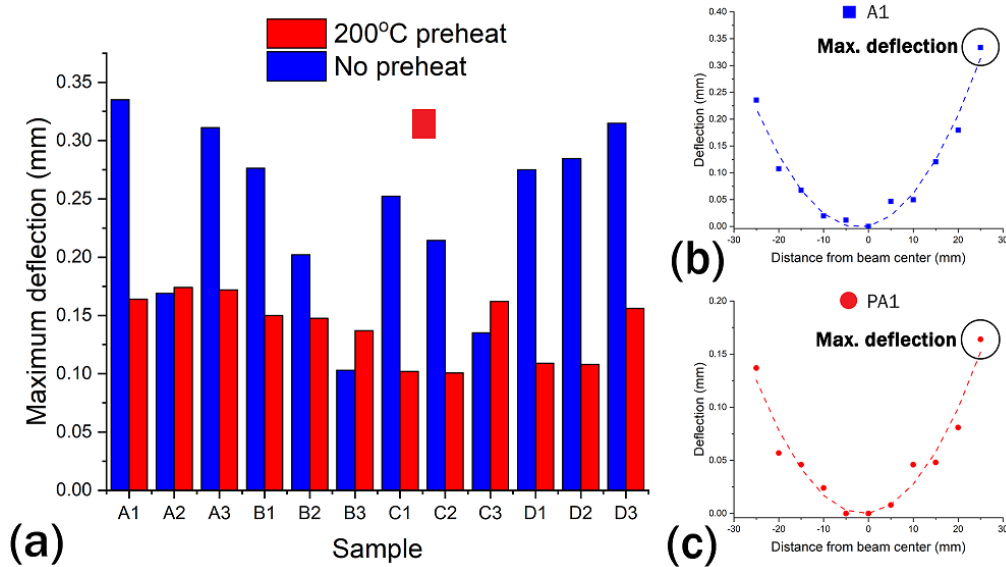 200°C preheat
No preheat
Maximum deflection (mm)
0.35
0.30
0.25
0.20
0.15
0.10
0.05
0.00
A1 A2 A3 B1 B2 B3 C1 C2 C3 D1 D2 D3
Sample
(a)
A1
Max. deflection
Deflection (mm)
0.40
0.35
0.30
0.25
0.20
0.15
0.10
0.05
0.00
-30 -20 -10 0 10 20 30
Distance from beam center (mm)
(b)
PA1
Max. deflection
Deflection (mm)
0.20
0.15
0.10
0.05
0.00
-30 -20 -10 0 10 20 30
Distance from beam center (mm)
(c)